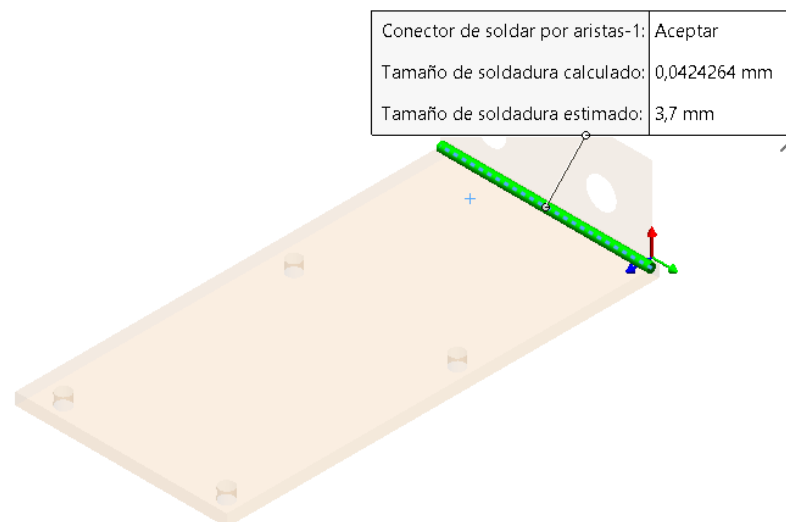 Conector de soldar por aristas-1: Aceptar
Tamaño de soldadura calculado: 0,0424264 mm
Tamaño de soldadura estimado: 3,7 mm